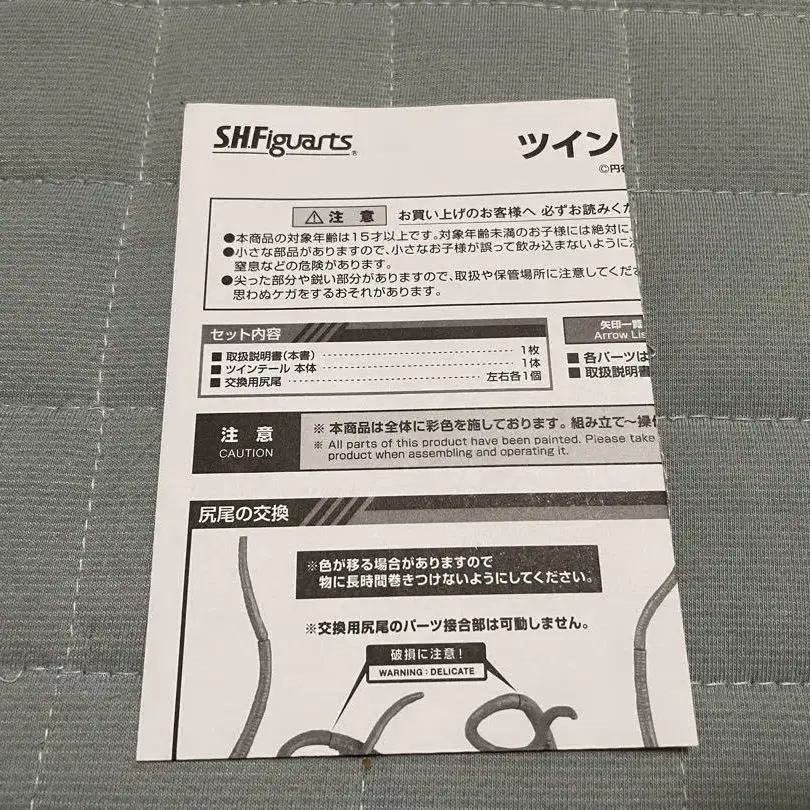 S.H.Figuarts®
ツイン
©円谷
⚠注 意 お買い上げのお客様へ 必ずお読みくだ
●本商品の対象年齢は15才以上です。対象年齢未満のお子様には絶対に
●小さな部品がありますので、小さなお子様が誤って飲み込まないように
窒息などの危険があります。
●尖った部分や鋭い部分がありますので、取扱や保管場所に注意してくだ
思わぬケガをするおそれがあります。
セット内容
■ 取扱説明書(本書) 1枚
■ ツインテール 本体 1体
■ 交換用尻尾 左右各1個
矢印一覧
Arrow Lis
■ 各パーツは
■ 取扱説明書
注 意
CAUTION
※ 本商品は全体に彩色を施しております。組み立て〜操作
※ All parts of this product have been painted. Please take
product when assembling and operating it.
尻尾の交換
※色が移る場合がありますので
物に長時間巻きつけないようにしてください。
※交換用尻尾のパーツ接合部は可動しません。
破損に注意!
WARNING : DELICATE